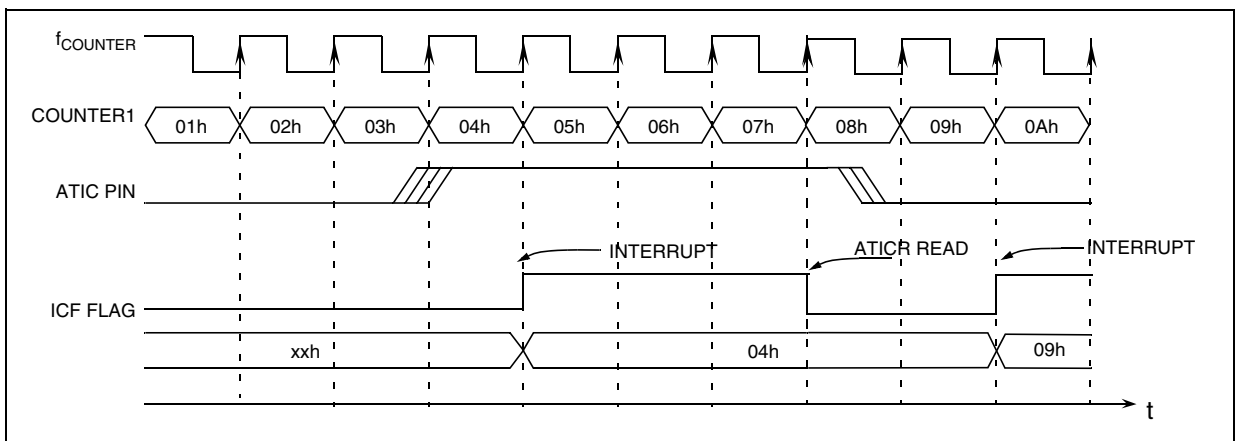 fCOUNTER
COUNTER1 01h 02h 03h 04h 05h 06h 07h 08h 09h 0Ah
ATIC PIN
INTERRUPT ATICR READ INTERRUPT
ICF FLAG
xxh 04h 09h
t